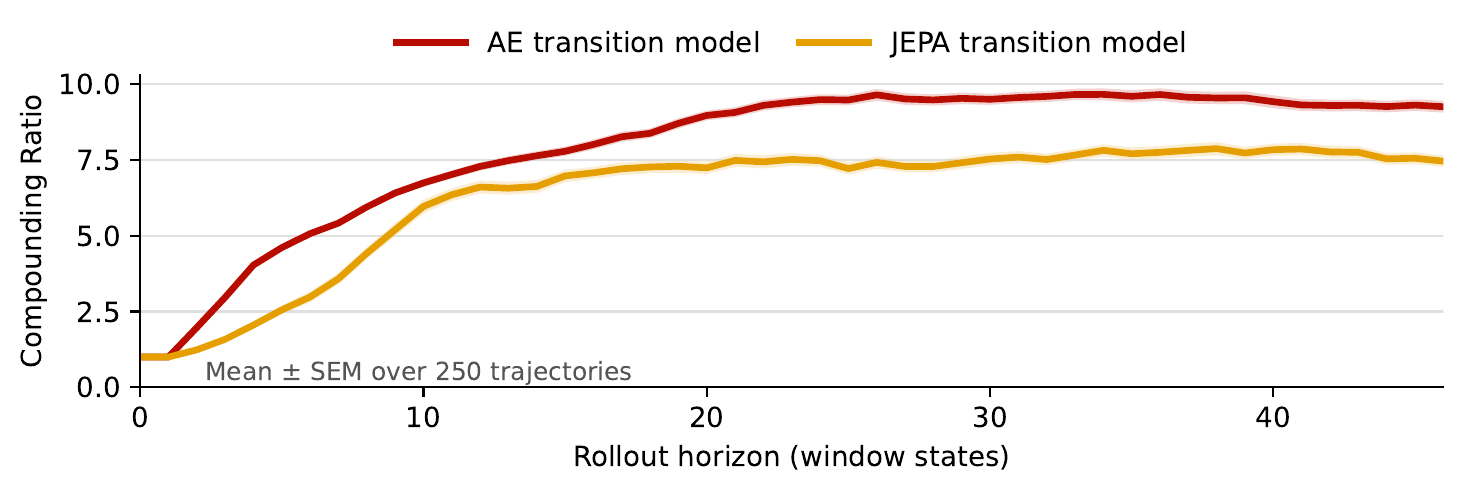 AE transition model
JEPA transition model
Compounding Ratio
10.0
7.5
5.0
2.5
0.0
Mean ± SEM over 250 trajectories
0
10
20
30
40
Rollout horizon (window states)